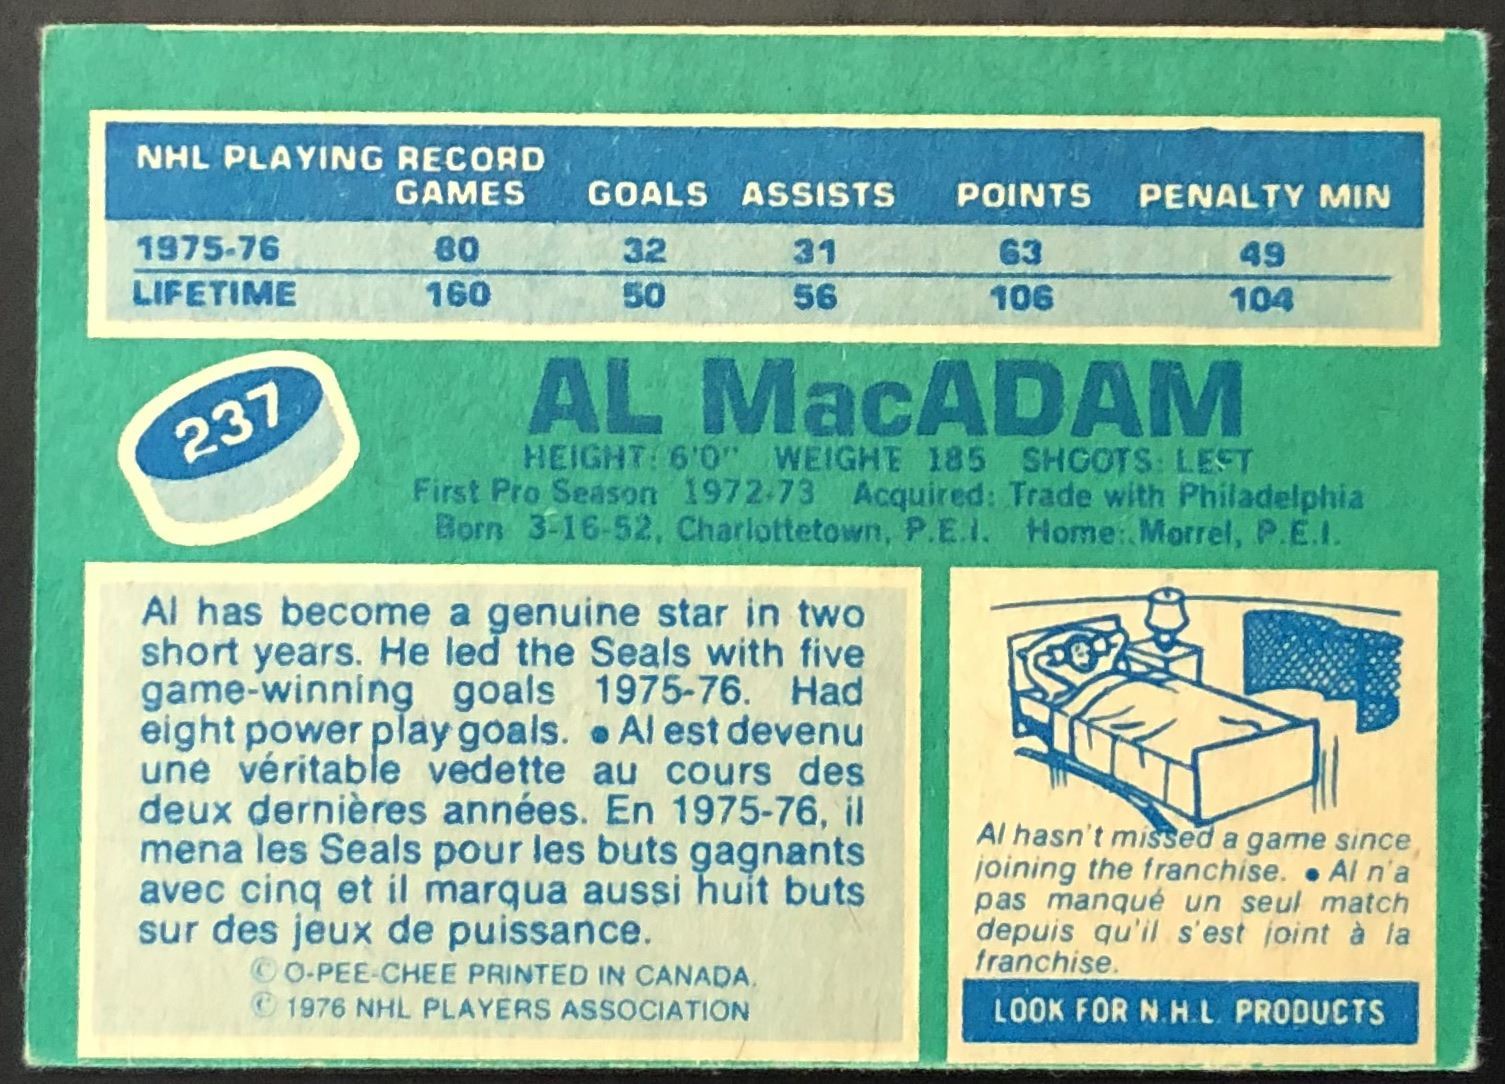 NHL PLAYING RECORD
GAMES GOALS ASSISTS POINTS PENALTY MIN
1975-76 80 32 31 63 49
LIFETIME 160 50 56 106 104
237
AL MacADAM
HEIGHT: 6'0" WEIGHT 185 SHOOTS: LEFT
First Pro Season 1972-73 Acquired: Trade with Philadelphia
Born 3-16-52, Charlottetown, P.E.I. Home: Morrel, P.E.I.
Al has become a genuine star in two
short years. He led the Seals with five
game-winning goals 1975-76. Had
eight power play goals. • Al est devenu
une véritable vedette au cours des
deux dernières années. En 1975-76, il
mena les Seals pour les buts gagnants
avec cinq et il marqua aussi huit buts
sur des jeux de puissance.
© O-PEE-CHEE PRINTED IN CANADA.
© 1976 NHL PLAYERS ASSOCIATION
Al hasn't missed a game since
joining the franchise. • Al n'a
pas manqué un seul match
depuis qu'il s'est joint à la
franchise.
LOOK FOR N.H.L. PRODUCTS